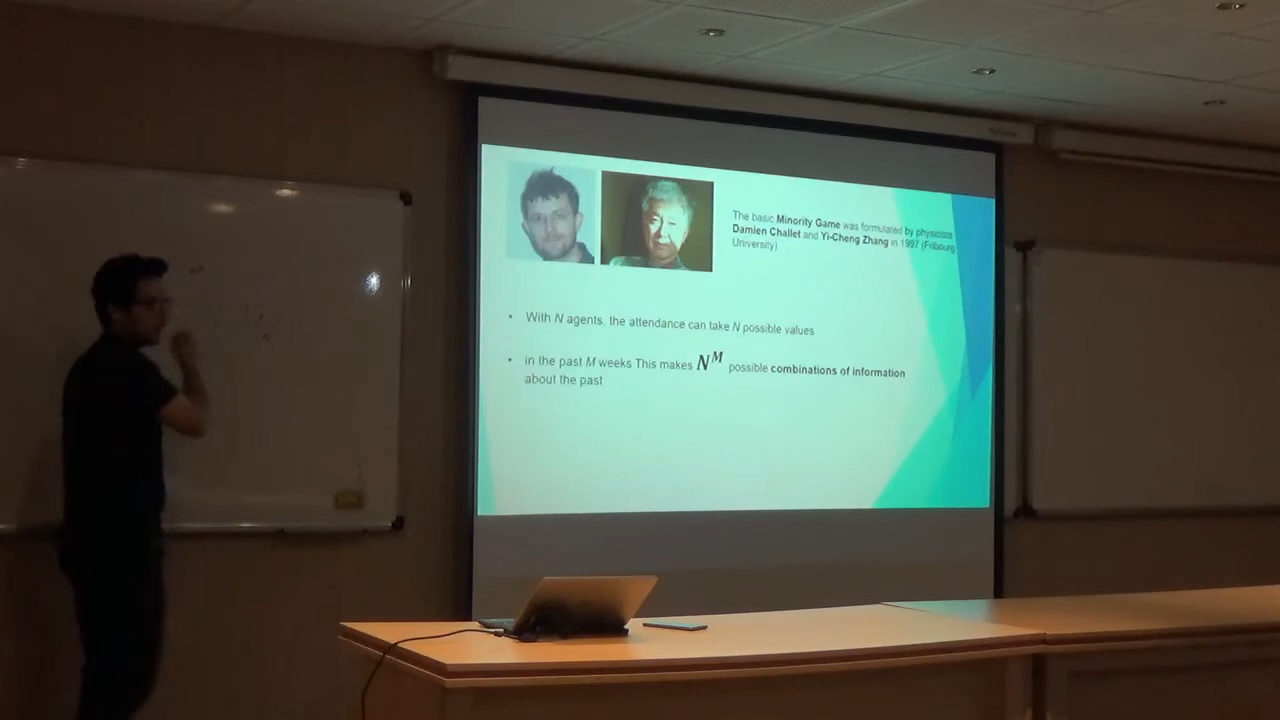 The basic Minority Game was formulated by physicists
Damien Challet and Yi-Cheng Zhang in 1997 (Fribourg
University)
• With N agents, the attendance can take N possible values
• in the past M weeks This makes N^M possible combinations of information
about the past